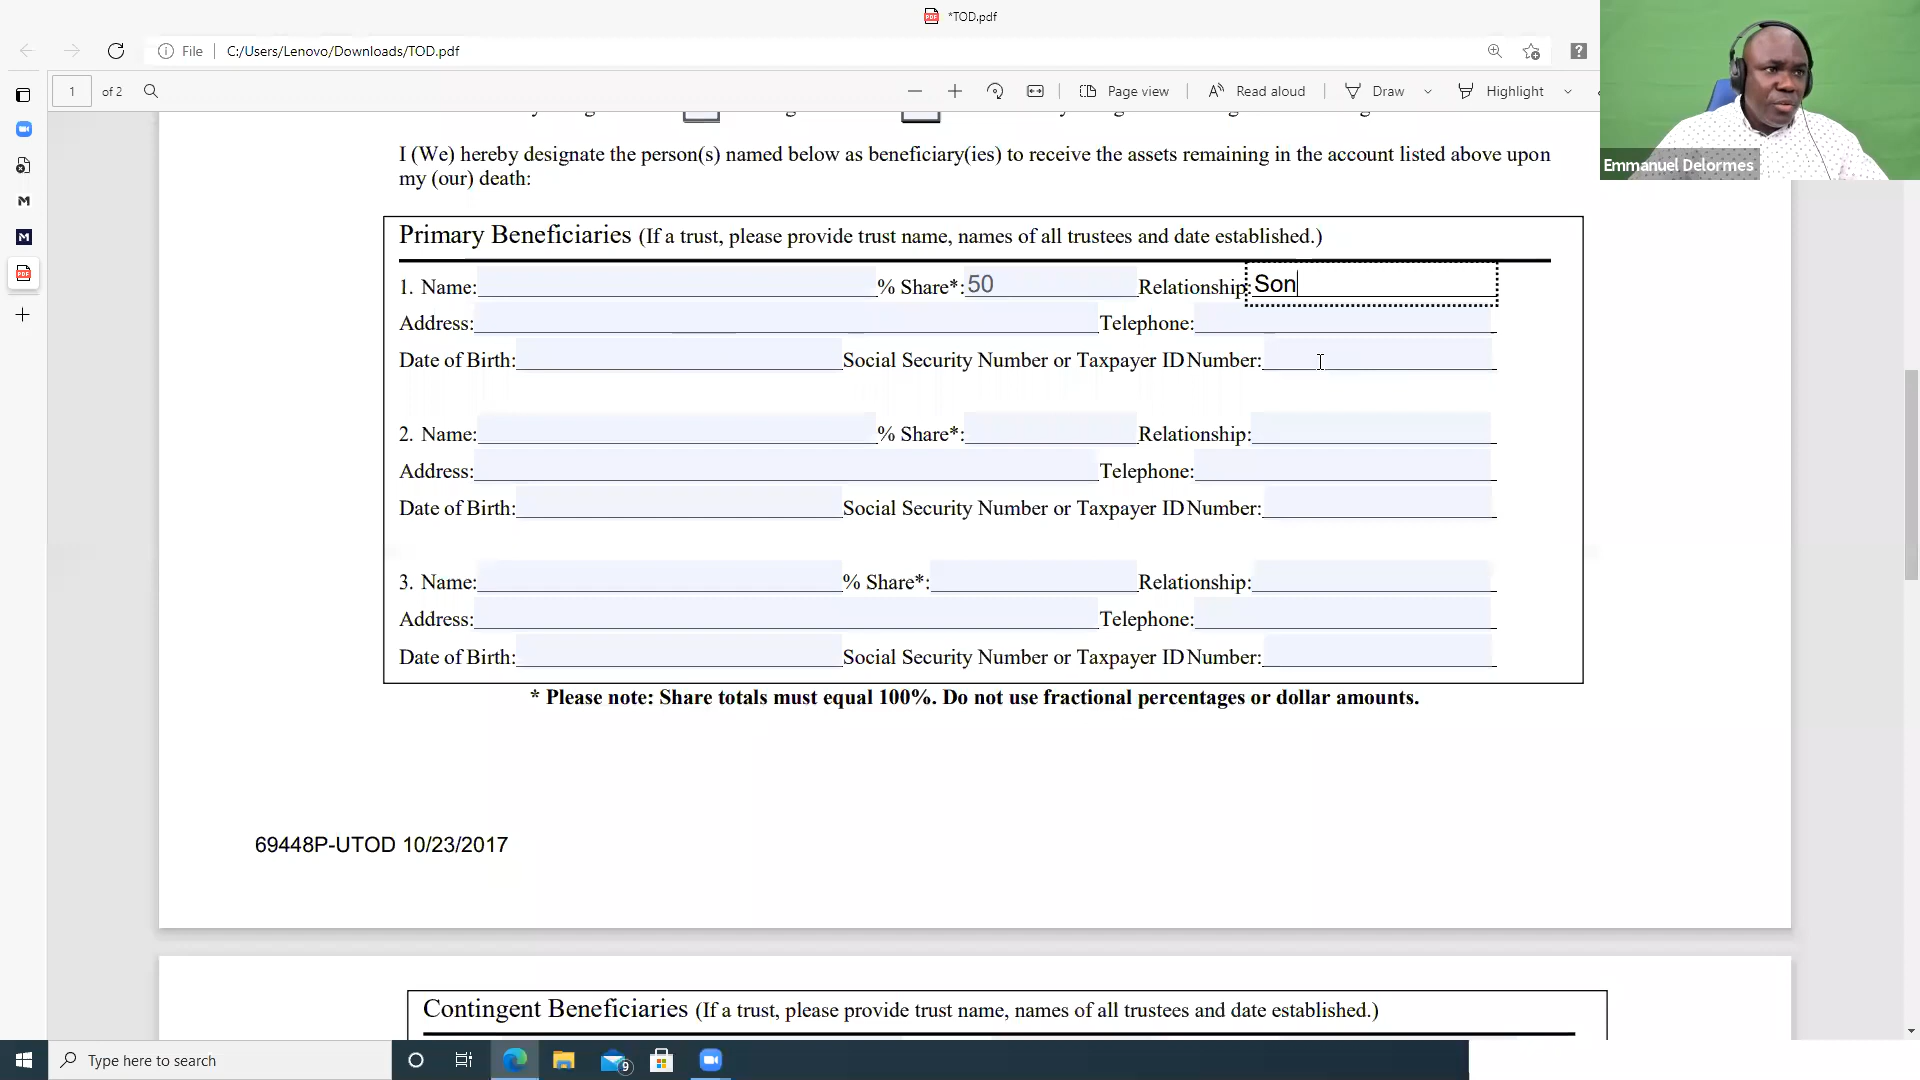 *TOD.pdf
File C:/Users/Lenovo/Downloads/TOD.pdf
1 of 2 Page view Read aloud Draw Highlight
Emmanuel Delormes
I (We) hereby designate the person(s) named below as beneficiary(ies) to receive the assets remaining in the account listed above upon
my (our) death:
Primary Beneficiaries (If a trust, please provide trust name, names of all trustees and date established.)
1. Name: % Share*: 50 Relationship: Son
Address: Telephone:
Date of Birth: Social Security Number or Taxpayer ID Number:
2. Name: % Share*: Relationship:
Address: Telephone:
Date of Birth: Social Security Number or Taxpayer ID Number:
3. Name: % Share*: Relationship:
Address: Telephone:
Date of Birth: Social Security Number or Taxpayer ID Number:
* Please note: Share totals must equal 100%. Do not use fractional percentages or dollar amounts.
69448P-UTOD 10/23/2017
Contingent Beneficiaries (If a trust, please provide trust name, names of all trustees and date established.)
Type here to search
9